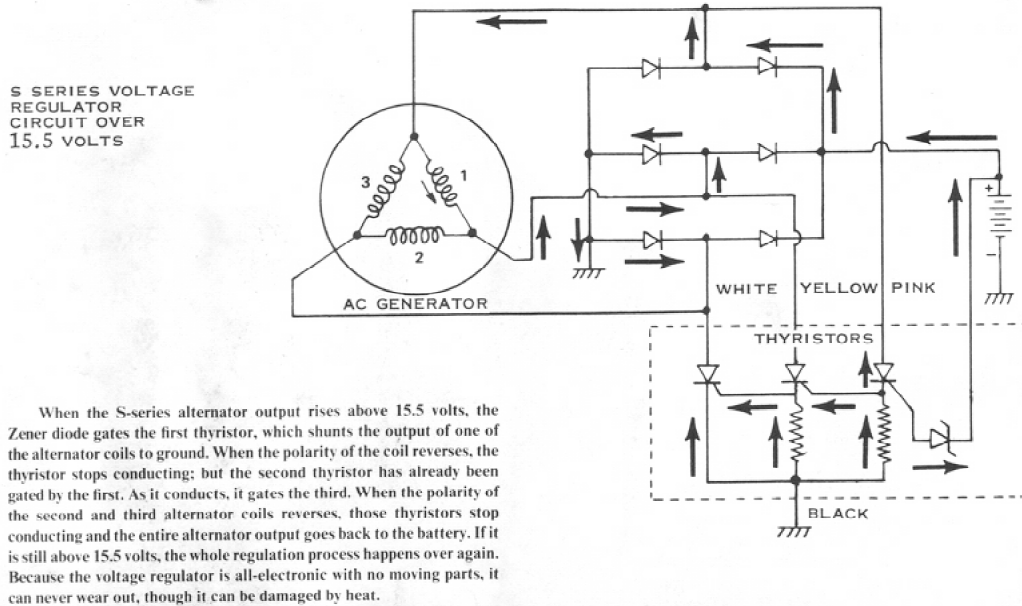 S SERIES VOLTAGE
REGULATOR
CIRCUIT OVER
15.5 VOLTS
3
1
2
AC GENERATOR
+
−
WHITE YELLOW PINK
THYRISTORS
BLACK
When the S-series alternator output rises above 15.5 volts, the
Zener diode gates the first thyristor, which shunts the output of one of
the alternator coils to ground. When the polarity of the coil reverses, the
thyristor stops conducting; but the second thyristor has already been
gated by the first. As it conducts, it gates the third. When the polarity of
the second and third alternator coils reverses, those thyristors stop
conducting and the entire alternator output goes back to the battery. If it
is still above 15.5 volts, the whole regulation process happens over again.
Because the voltage regulator is all-electronic with no moving parts, it
can never wear out, though it can be damaged by heat.